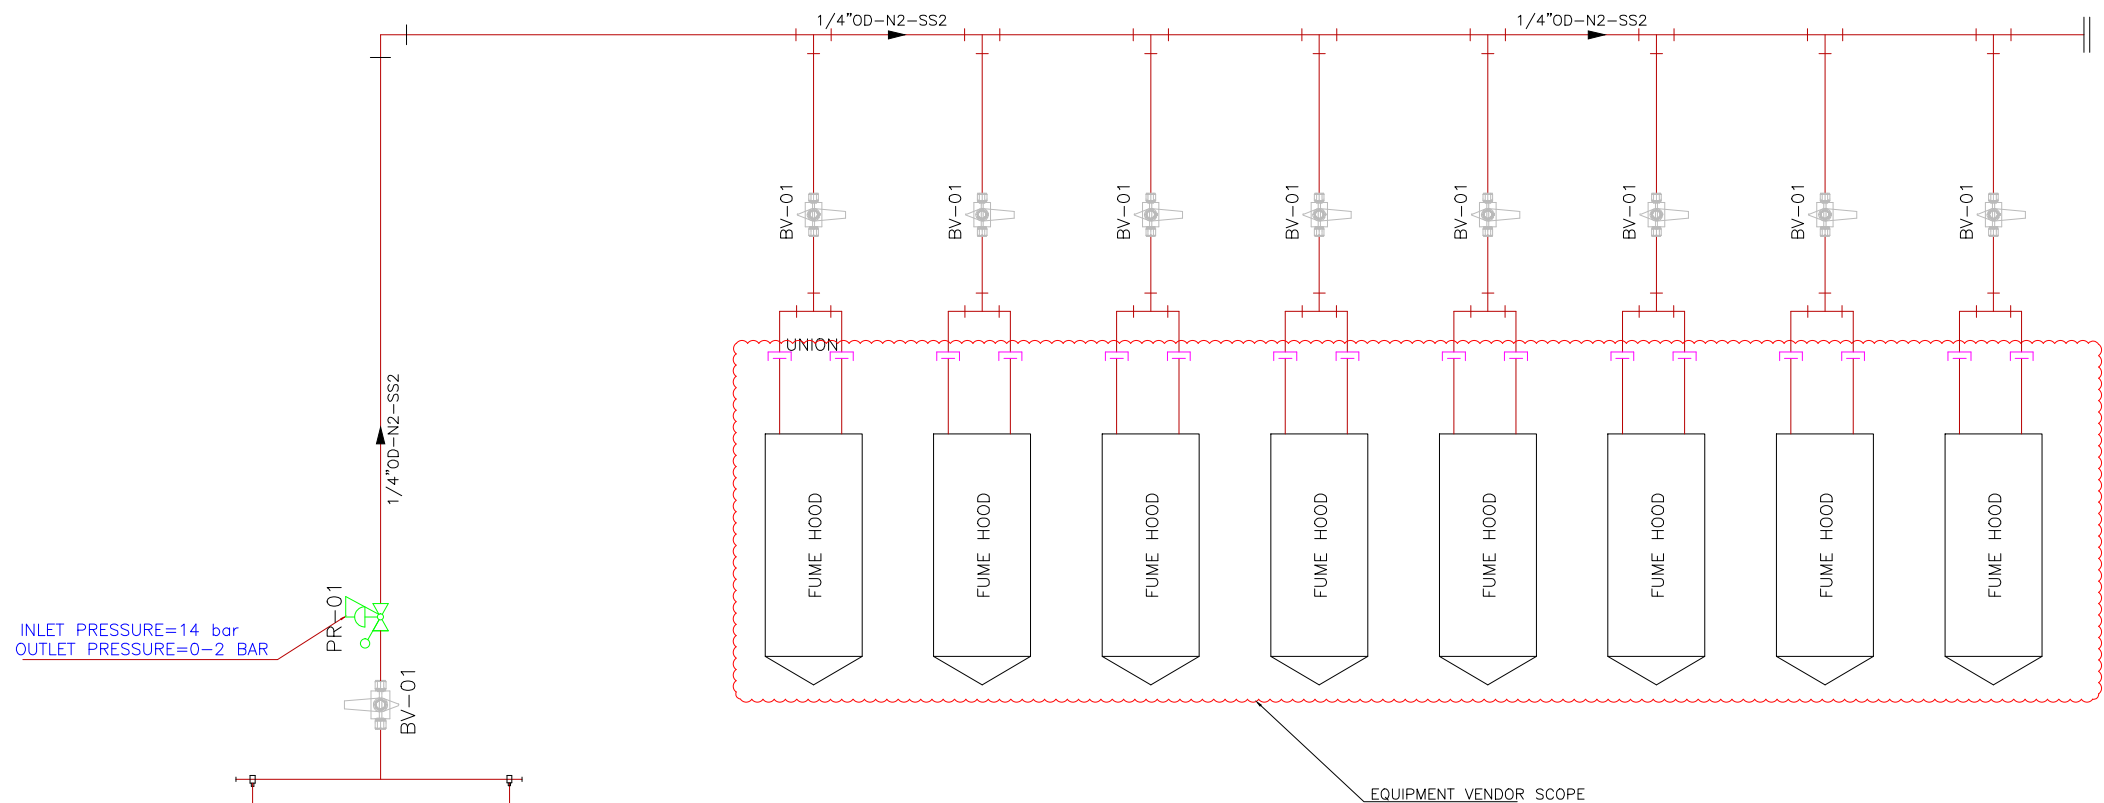 1/4"OD-N2-SS2
1/4"OD-N2-SS2
BV-01
BV-01
BV-01
BV-01
BV-01
BV-01
BV-01
BV-01
UNION
1/4"OD-N2-SS2
FUME HOOD
FUME HOOD
FUME HOOD
FUME HOOD
FUME HOOD
FUME HOOD
FUME HOOD
FUME HOOD
PR-01
INLET PRESSURE=14 bar
OUTLET PRESSURE=0-2 BAR
BV-01
EQUIPMENT VENDOR SCOPE